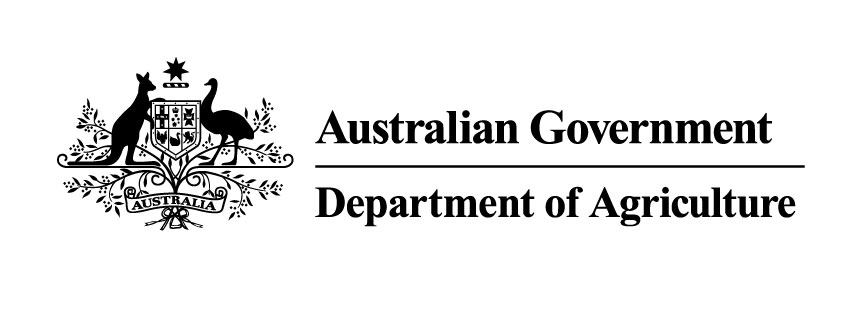 Australian Government
Department of Agriculture
AUSTRALIA